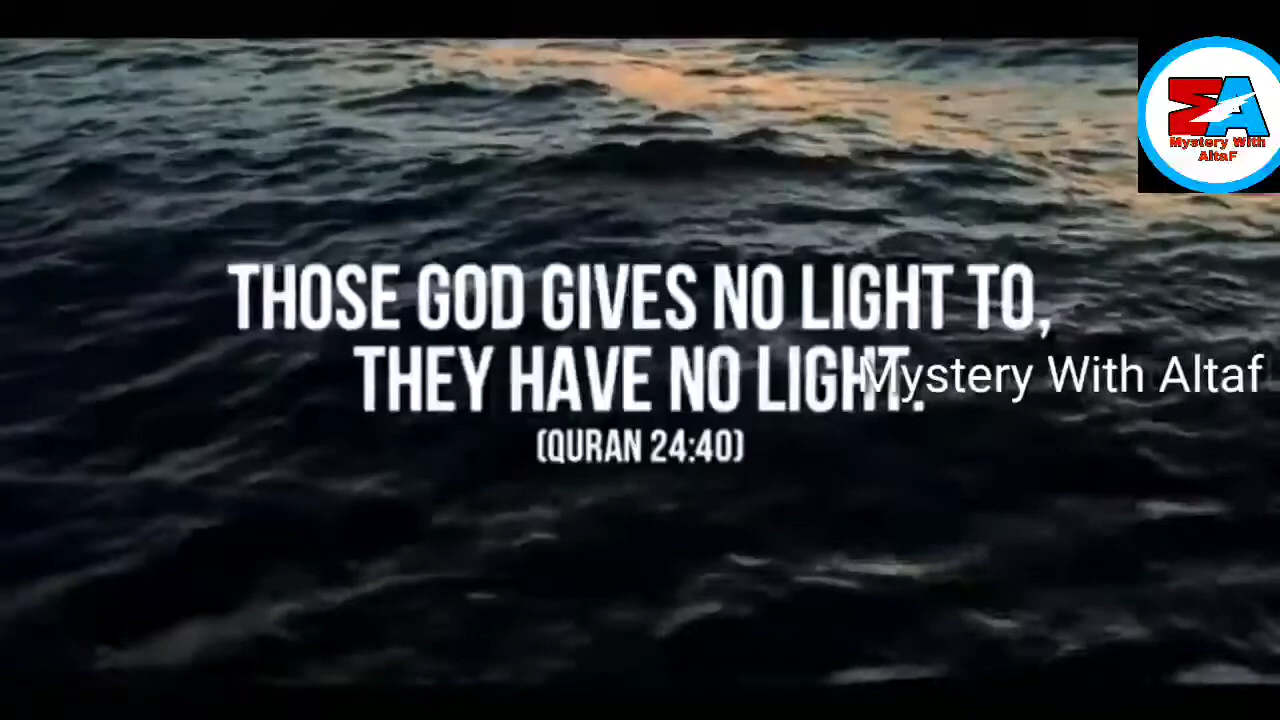 MA
Mystery With
AltaF
THOSE GOD GIVES NO LIGHT TO,
THEY HAVE NO LIGHT.
Mystery With Altaf
(QURAN 24:40)